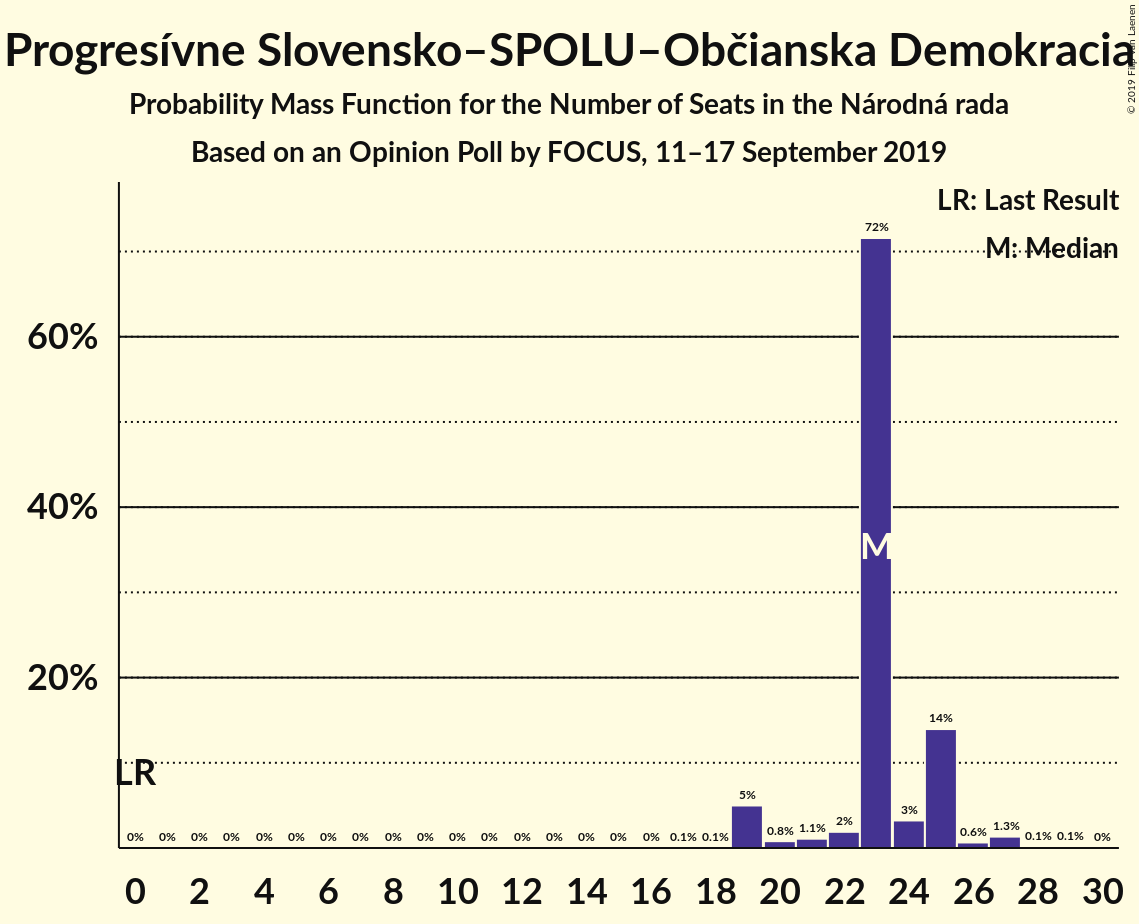 Progresívne Slovensko–SPOLU–Občianska Demokracia
Probability Mass Function for the Number of Seats in the Národná rada
Based on an Opinion Poll by FOCUS, 11–17 September 2019
© 2019 Filip van Laenen
LR: Last Result
M: Median
60%
40%
20%
72%
M
14%
LR
0% 0% 0% 0% 0% 0% 0% 0% 0% 0% 0% 0% 0% 0% 0% 0% 0% 0.1% 0.1% 5% 0.8% 1.1% 2% 3% 0.6% 1.3% 0.1% 0.1% 0%
0 2 4 6 8 10 12 14 16 18 20 22 24 26 28 30